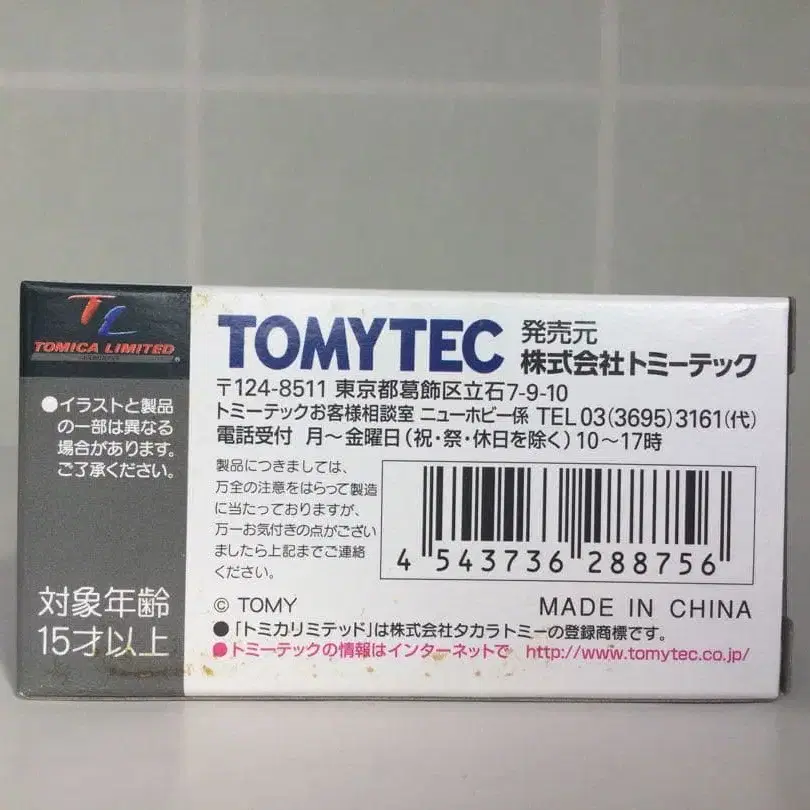 TL
TOMICA LIMITED
●イラストと製品
の一部は異なる
場合があります。
ご了承ください。
対象年齢
15才以上
TOMYTEC
発売元
株式会社トミーテック
〒124-8511 東京都葛飾区立石7-9-10
トミーテックお客様相談室 ニューホビー係 TEL 03(3695)3161(代)
電話受付 月～金曜日(祝・祭・休日を除く)10～17時
製品につきましては、
万全の注意をはらって製造
に当たっておりますが、
万一お気付きの点がござい
ましたら上記までご連絡
ください。
4 543736 288756
© TOMY
MADE IN CHINA
●「トミカリミテッド」は株式会社タカラトミーの登録商標です。
●トミーテックの情報はインターネットで http://www.tomytec.co.jp/